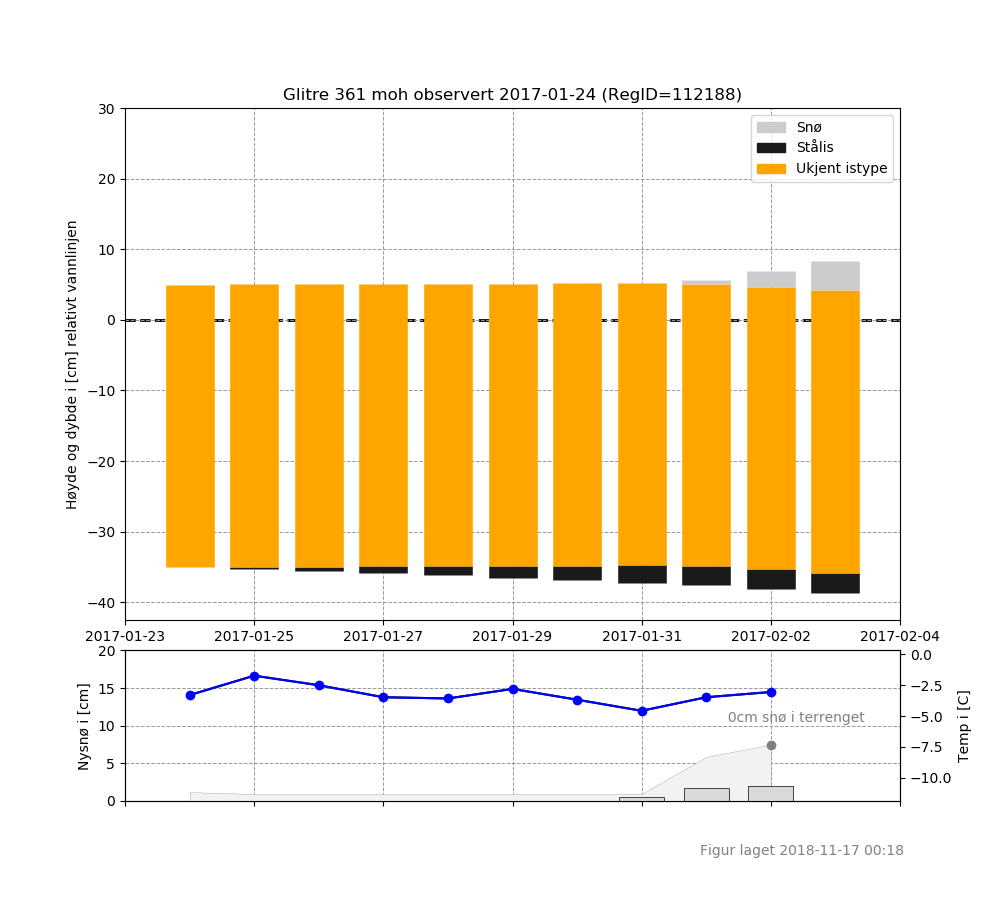 Glitre 361 moh observert 2017-01-24 (RegID=112188)
30
20
10
0
−10
−20
−30
−40
Høyde og dybde i [cm] relativt vannlinjen
Snø
Stålis
Ukjent istype
2017-01-23 2017-01-25 2017-01-27 2017-01-29 2017-01-31 2017-02-02 2017-02-04
20
15
10
5
0
Nysnø i [cm]
0cm snø i terrenget
0.0
−2.5
−5.0
−7.5
−10.0
Temp i [C]
Figur laget 2018-11-17 00:18